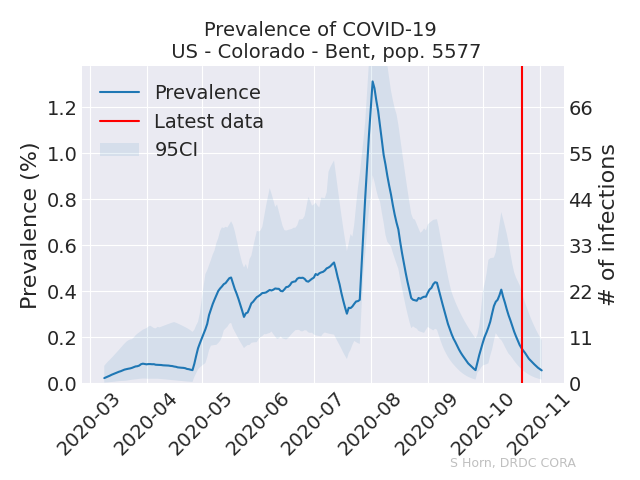 Prevalence of COVID-19
US - Colorado - Bent, pop. 5577
Prevalence
Latest data
95CI
Prevalence (%)
1.2
1.0
0.8
0.6
0.4
0.2
0.0
66
55
44
33
22
11
0
# of infections
2020-03
2020-04
2020-05
2020-06
2020-07
2020-08
2020-09
2020-10
2020-11
S Horn, DRDC CORA